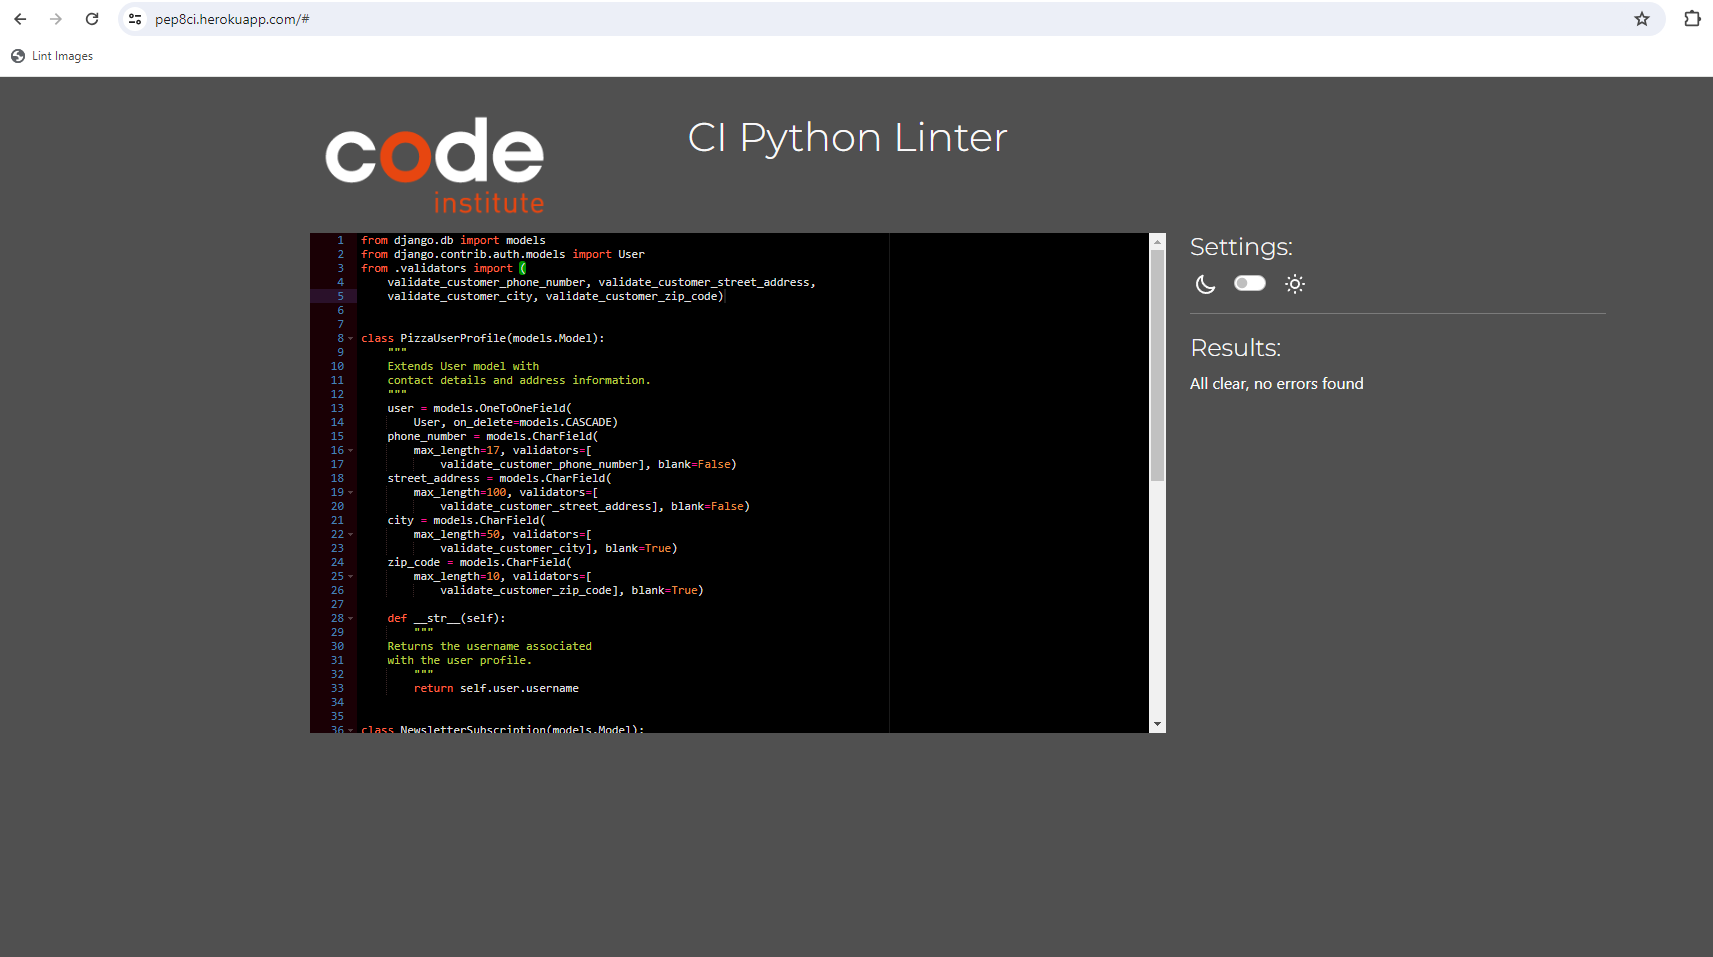 pep8ci.herokuapp.com/#
Lint Images
code
institute
CI Python Linter
1 from django.db import models
2 from django.contrib.auth.models import User
3 from .validators import (
4     validate_customer_phone_number, validate_customer_street_address,
5     validate_customer_city, validate_customer_zip_code)
6
7
8 class PizzaUserProfile(models.Model):
9     """
10     Extends User model with
11     contact details and address information.
12     """
13     user = models.OneToOneField(
14         User, on_delete=models.CASCADE)
15     phone_number = models.CharField(
16         max_length=17, validators=[
17             validate_customer_phone_number], blank=False)
18     street_address = models.CharField(
19         max_length=100, validators=[
20             validate_customer_street_address], blank=False)
21     city = models.CharField(
22         max_length=50, validators=[
23             validate_customer_city], blank=True)
24     zip_code = models.CharField(
25         max_length=10, validators=[
26             validate_customer_zip_code], blank=True)
27
28     def __str__(self):
29         """
30     Returns the username associated
31     with the user profile.
32         """
33         return self.user.username
34
35
36 class NewsletterSubscription(models.Model):
Settings:
Results:
All clear, no errors found